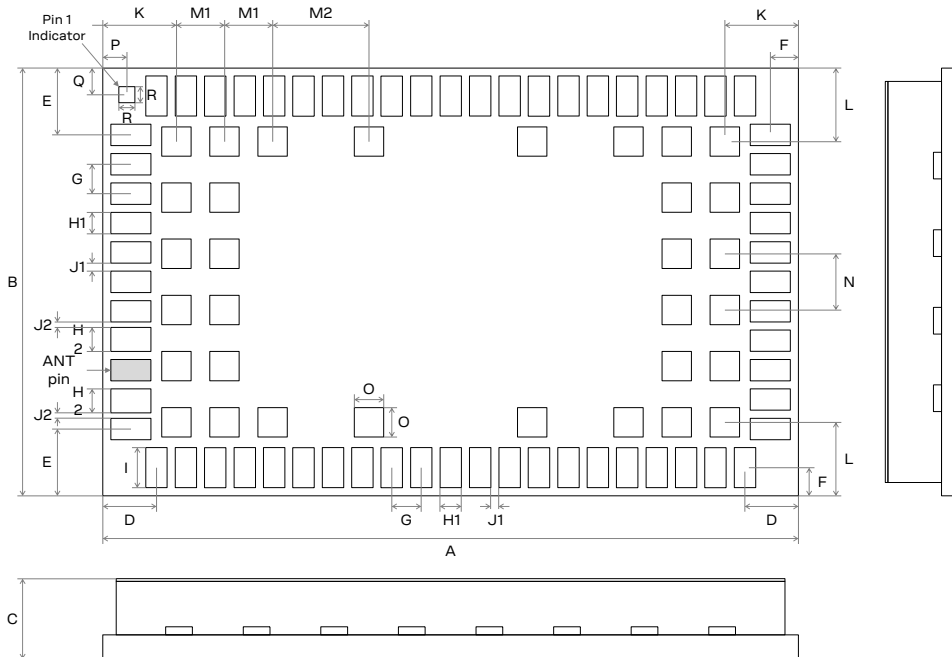 K M1 M1 M2 K
Pin 1
Indicator
P F
Q
E R L
R
G
H1
J1
B N
J2
H
2
ANT
pin
H
2
O
O
J2
E I L
F
D G H1 J1 D
A
C